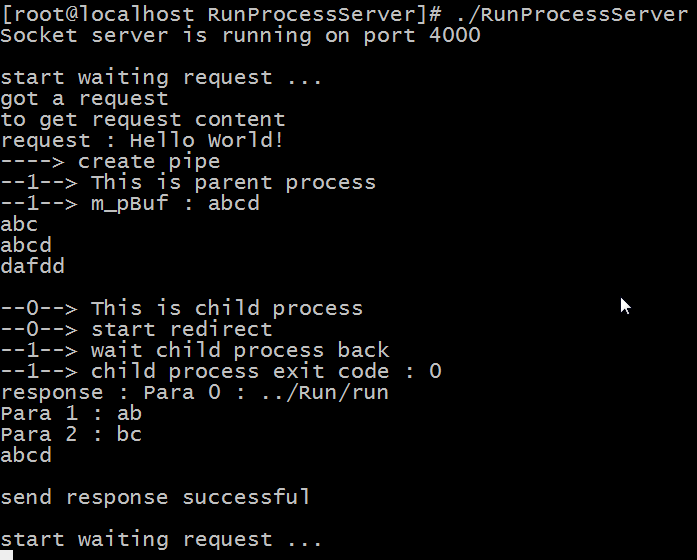 [root@localhost RunProcessServer]# ./RunProcessServer
Socket server is running on port 4000
start waiting request ...
got a request
to get request content
request : Hello World!
----> create pipe
--1--> This is parent process
--1--> m_pBuf : abcd
abc
abcd
dafdd
--0--> This is child process
--0--> start redirect
--1--> wait child process back
--1--> child process exit code : 0
response : Para 0 : ../Run/run
Para 1 : ab
Para 2 : bc
abcd
send response successful
start waiting request ...